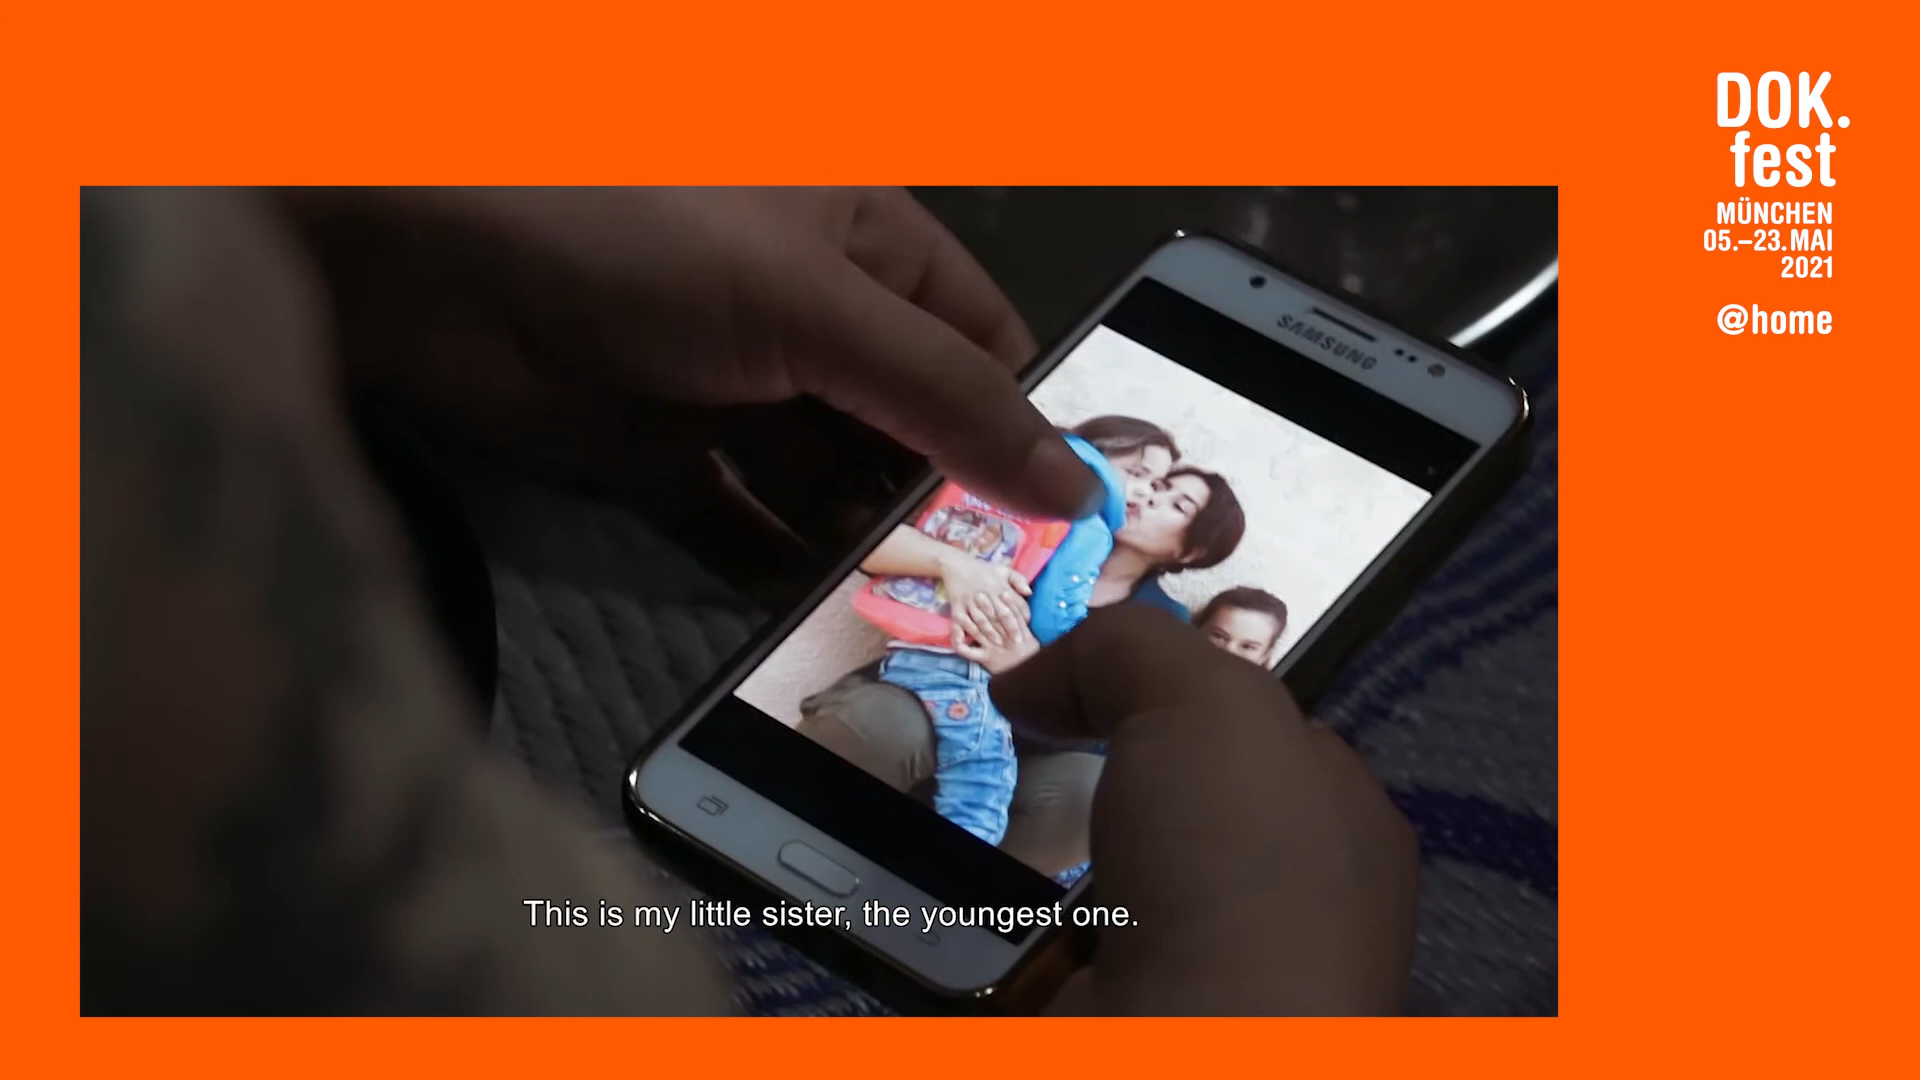 DOK.
fest
MÜNCHEN
05.–23. MAI
2021
@home
SAMSUNG
This is my little sister, the youngest one.